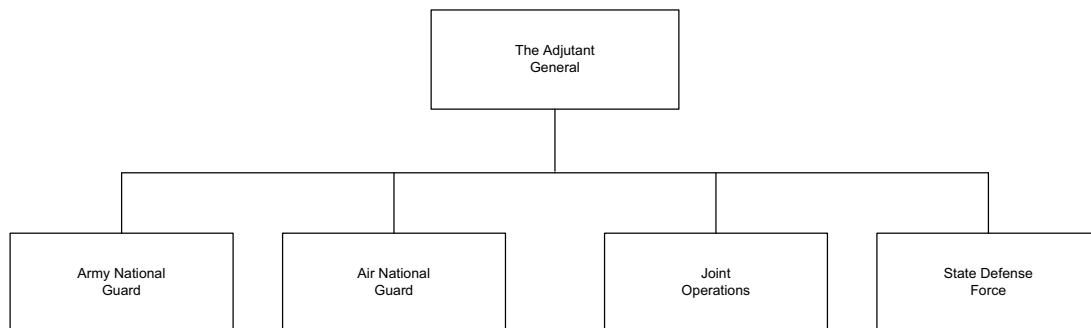 The Adjutant
General
Army National
Guard
Air National
Guard
Joint
Operations
State Defense
Force